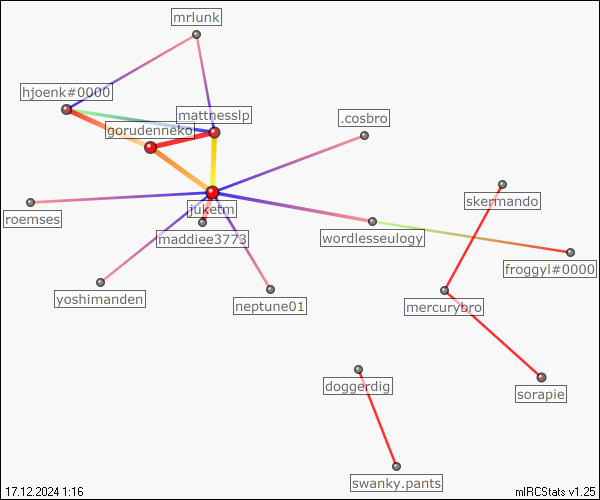 mrlunk
hjoenk#0000
mattnesslp
.cosbro
gorudenneko
skermando
juketm
roemses
maddiee3773
wordlesseulogy
froggyl#0000
yoshimanden
neptune01
mercurybro
doggerdig
sorapie
swanky.pants
17.12.2024 1:16
mIRCStats v1.25